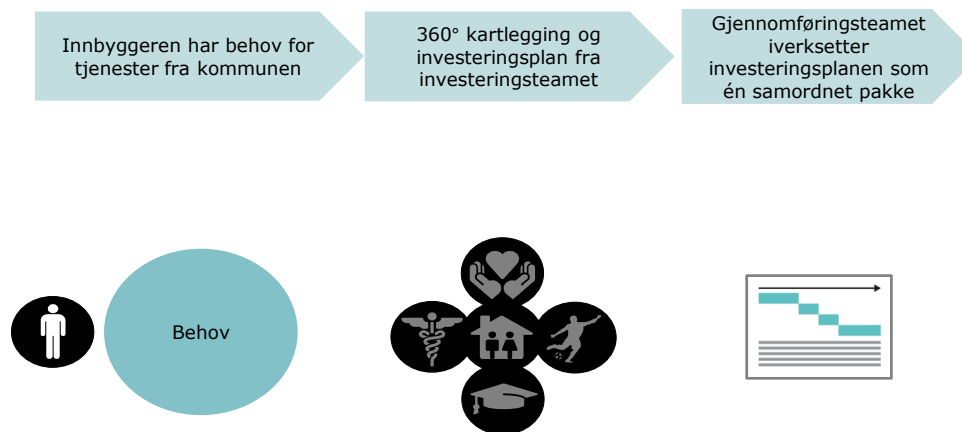 Innbyggeren har behov for
tjenester fra kommunen
360° kartlegging og
investeringsplan fra
investeringsteamet
Gjennomføringsteamet
iverksetter
investeringsplanen som
én samordnet pakke
Behov